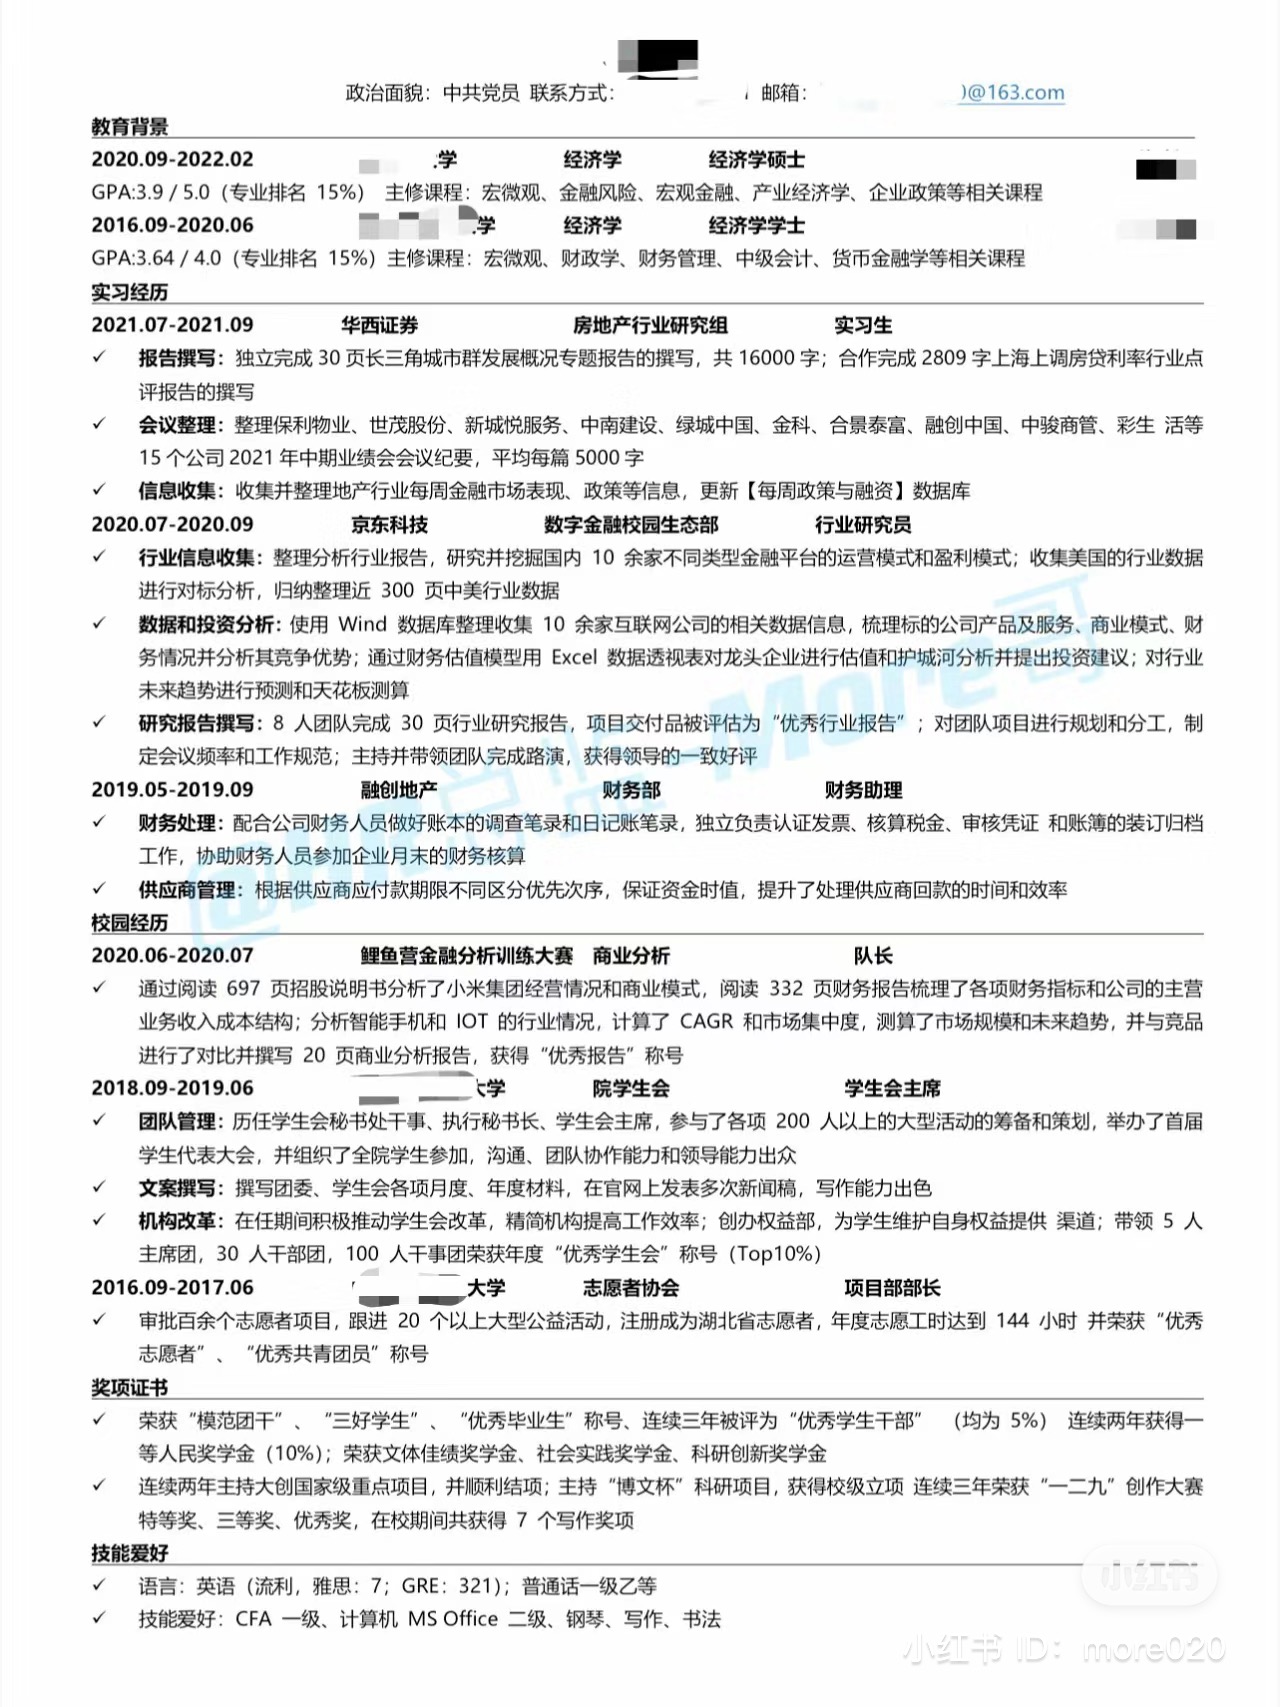 政治面貌：中共党员 联系方式： 邮箱： @163.com
教育背景
2020.09-2022.02 学 经济学 经济学硕士
GPA:3.9 / 5.0（专业排名 15%） 主修课程：宏微观、金融风险、宏观金融、产业经济学、企业政策等相关课程
2016.09-2020.06 学 经济学 经济学学士
GPA:3.64 / 4.0（专业排名 15%）主修课程：宏微观、财政学、财务管理、中级会计、货币金融学等相关课程
实习经历
2021.07-2021.09 华西证券 房地产行业研究组 实习生
✓ 报告撰写：独立完成 30 页长三角城市群发展概况专题报告的撰写，共 16000 字；合作完成 2809 字上海上调房贷利率行业点
评报告的撰写
✓ 会议整理：整理保利物业、世茂股份、新城悦服务、中南建设、绿城中国、金科、合景泰富、融创中国、中骏商管、彩生 活等
15 个公司 2021 年中期业绩会会议纪要，平均每篇 5000 字
✓ 信息收集：收集并整理地产行业每周金融市场表现、政策等信息，更新【每周政策与融资】数据库
2020.07-2020.09 京东科技 数字金融校园生态部 行业研究员
✓ 行业信息收集：整理分析行业报告，研究并挖掘国内 10 余家不同类型金融平台的运营模式和盈利模式；收集美国的行业数据
进行对标分析，归纳整理近 300 页中美行业数据
✓ 数据和投资分析：使用 Wind 数据库整理收集 10 余家互联网公司的相关数据信息，梳理标的公司产品及服务、商业模式、财
务情况并分析其竞争优势；通过财务估值模型用 Excel 数据透视表对龙头企业进行估值和护城河分析并提出投资建议；对行业
未来趋势进行预测和天花板测算
✓ 研究报告撰写：8 人团队完成 30 页行业研究报告，项目交付品被评估为“优秀行业报告”；对团队项目进行规划和分工，制
定会议频率和工作规范；主持并带领团队完成路演，获得领导的一致好评
2019.05-2019.09 融创地产 财务部 财务助理
✓ 财务处理：配合公司财务人员做好账本的调查笔录和日记账笔录，独立负责认证发票、核算税金、审核凭证 和账簿的装订归档
工作，协助财务人员参加企业月末的财务核算
✓ 供应商管理：根据供应商应付款期限不同区分优先次序，保证资金时值，提升了处理供应商回款的时间和效率
校园经历
2020.06-2020.07 鲤鱼营金融分析训练大赛 商业分析 队长
✓ 通过阅读 697 页招股说明书分析了小米集团经营情况和商业模式，阅读 332 页财务报告梳理了各项财务指标和公司的主营
业务收入成本结构；分析智能手机和 IOT 的行业情况，计算了 CAGR 和市场集中度，测算了市场规模和未来趋势，并与竞品
进行了对比并撰写 20 页商业分析报告，获得“优秀报告”称号
2018.09-2019.06 大学 院学生会 学生会主席
✓ 团队管理：历任学生会秘书处干事、执行秘书长、学生会主席，参与了各项 200 人以上的大型活动的筹备和策划，举办了首届
学生代表大会，并组织了全院学生参加，沟通、团队协作能力和领导能力出众
✓ 文案撰写：撰写团委、学生会各项月度、年度材料，在官网上发表多次新闻稿，写作能力出色
✓ 机构改革：在任期间积极推动学生会改革，精简机构提高工作效率；创办权益部，为学生维护自身权益提供 渠道；带领 5 人
主席团，30 人干部团，100 人干事团荣获年度“优秀学生会”称号（Top10%）
2016.09-2017.06 大学 志愿者协会 项目部部长
✓ 审批百余个志愿者项目，跟进 20 个以上大型公益活动，注册成为湖北省志愿者，年度志愿工时达到 144 小时 并荣获“优秀
志愿者”、“优秀共青团员”称号
奖项证书
✓ 荣获“模范团干”、“三好学生”、“优秀毕业生”称号、连续三年被评为“优秀学生干部” （均为 5%） 连续两年获得一
等人民奖学金（10%）；荣获文体佳绩奖学金、社会实践奖学金、科研创新奖学金
✓ 连续两年主持大创国家级重点项目，并顺利结项；主持“博文杯”科研项目，获得校级立项 连续三年荣获“一二九”创作大赛
特等奖、三等奖、优秀奖，在校期间共获得 7 个写作奖项
技能爱好
✓ 语言：英语（流利，雅思：7；GRE：321）；普通话一级乙等
✓ 技能爱好：CFA 一级、计算机 MS Office 二级、钢琴、写作、书法
小红书
小红书 ID：more020